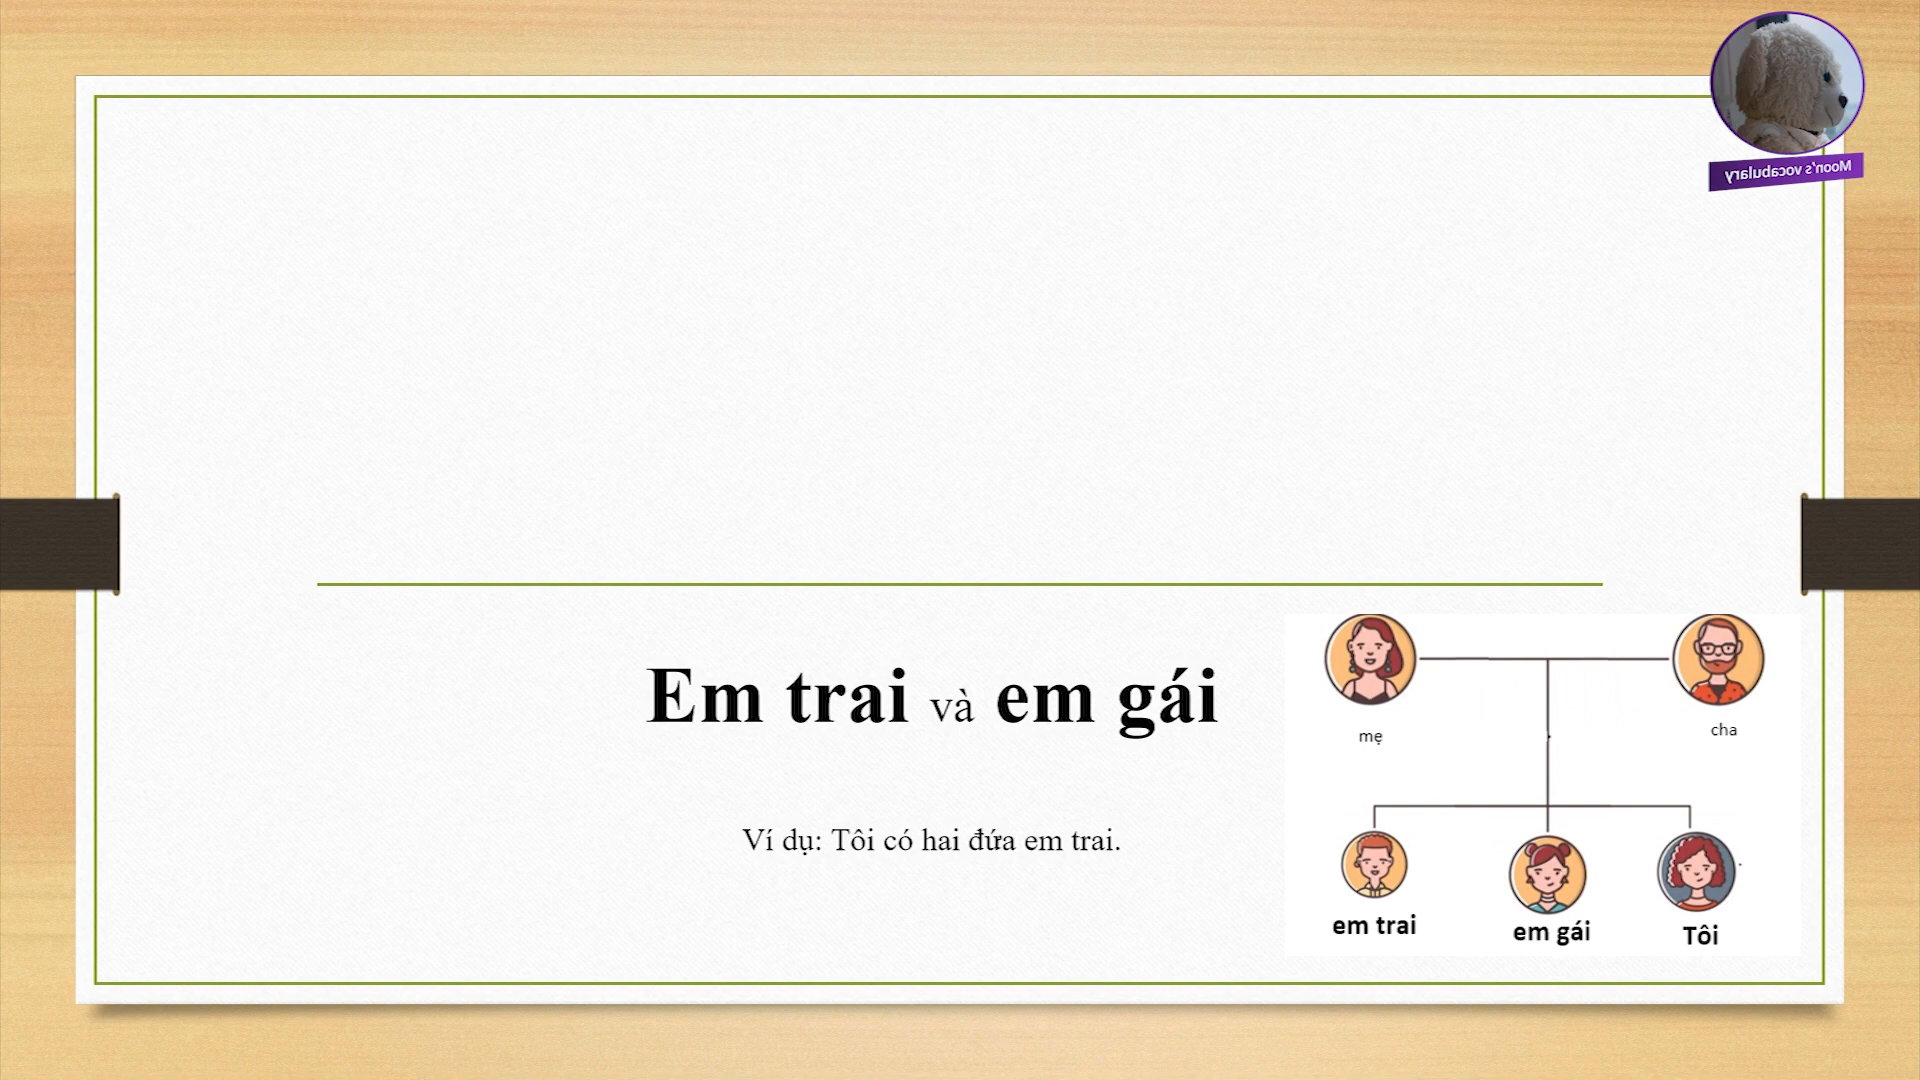 Moon's vocabulary
Em trai và em gái
Ví dụ: Tôi có hai đứa em trai.
mẹ
cha
em trai
em gái
Tôi